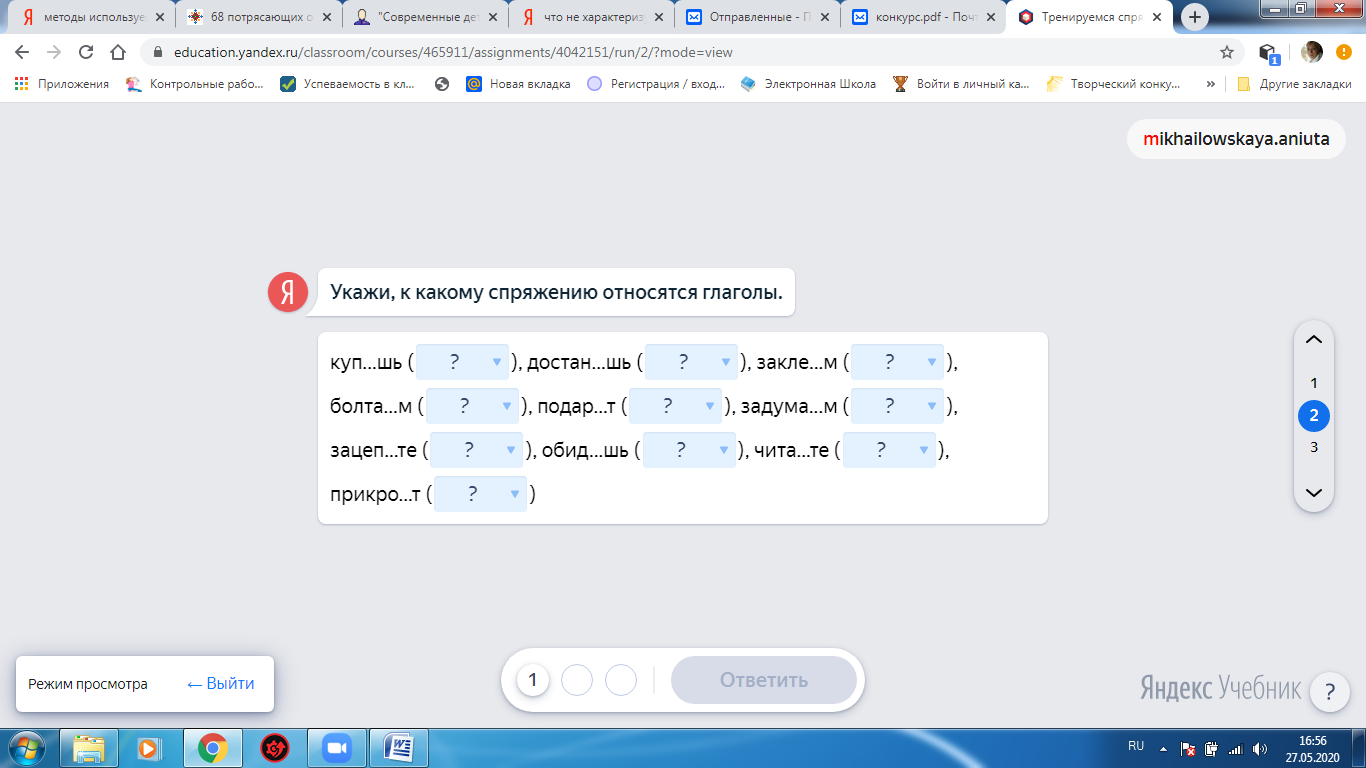 методы используе
68 потрясающих о
"Современные дет
что не характериз
Отправленные - П
конкурс.pdf - Почт
Тренируемся спря
education.yandex.ru/classroom/courses/465911/assignments/4042151/run/2/?mode=view
Приложения
Контрольные рабо...
Успеваемость в кл...
Новая вкладка
Регистрация / вход...
Электронная Школа
Войти в личный ка...
Творческий конку...
»
Другие закладки
mikhailowskaya.aniuta
Я Укажи, к какому спряжению относятся глаголы.
куп...шь ( ? ), достан...шь ( ? ), закле...м ( ? ),
болта...м ( ? ), подар...т ( ? ), задума...м ( ? ),
зацеп...те ( ? ), обид...шь ( ? ), чита...те ( ? ),
прикро...т ( ? )
1
2
3
Режим просмотра ← Выйти
1 Ответить
Яндекс Учебник ?
RU 16:56
27.05.2020